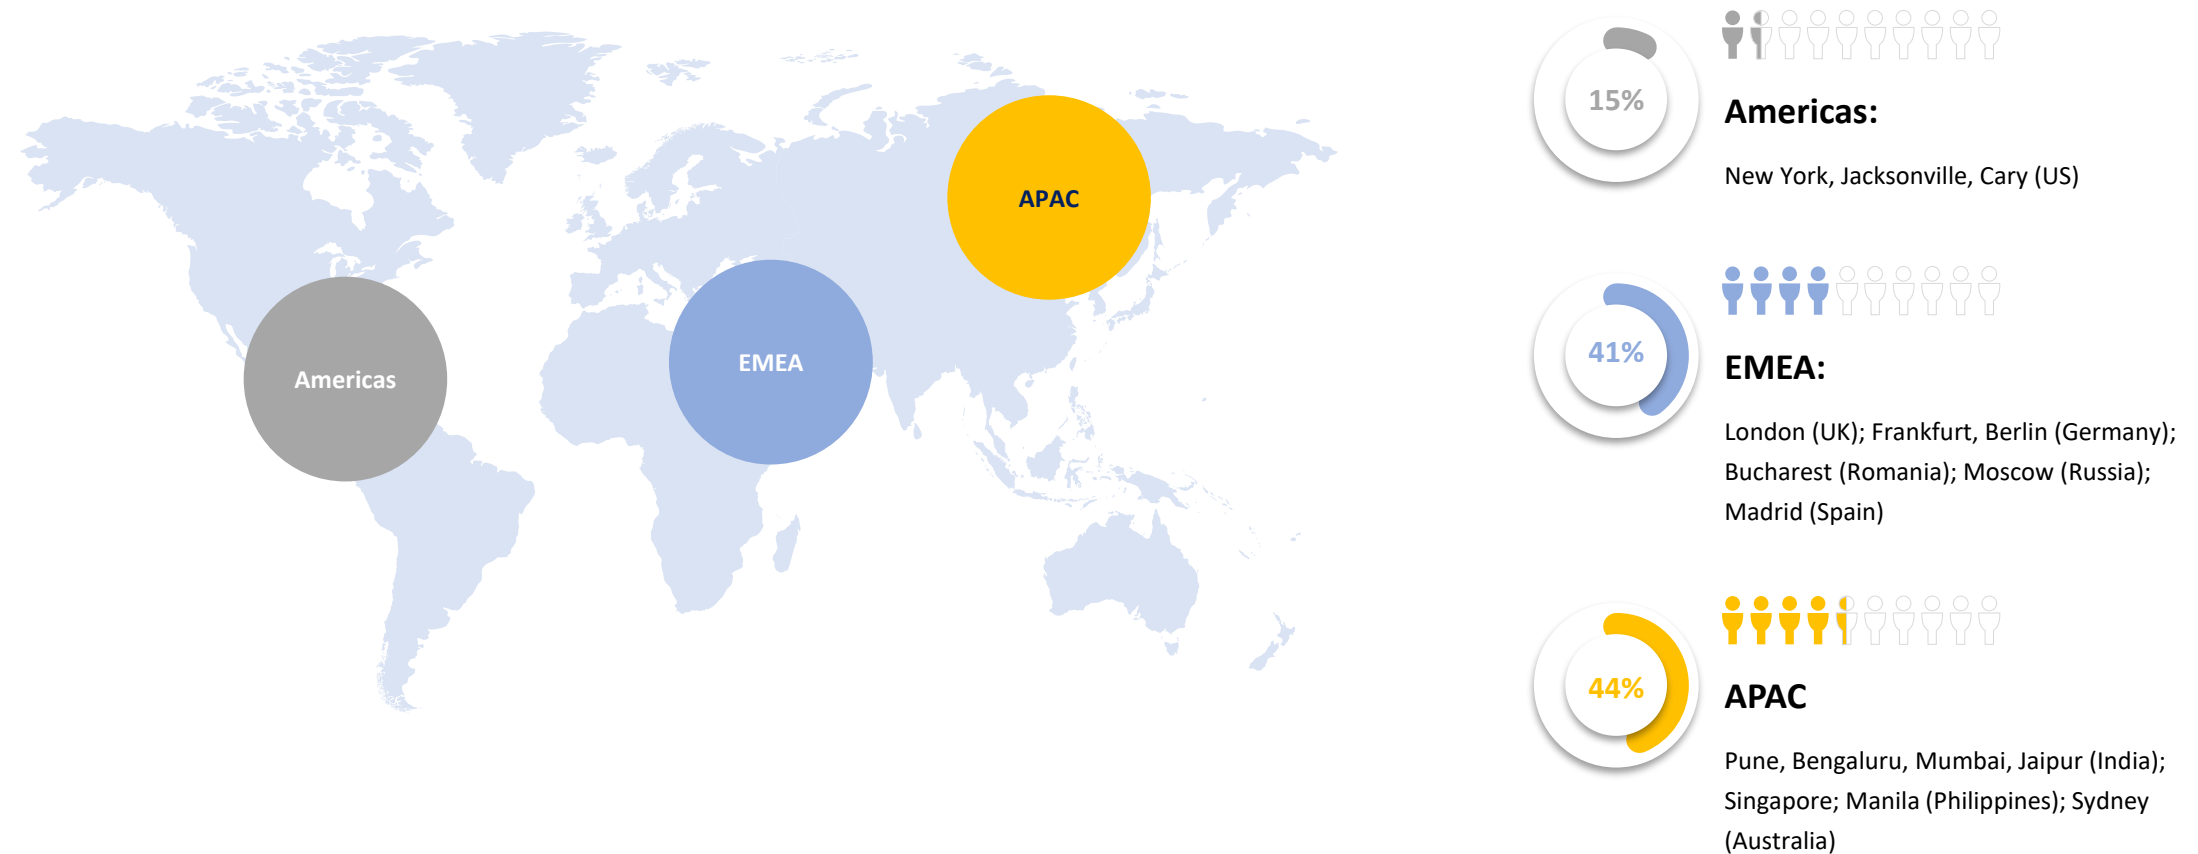 Americas
EMEA
APAC
15%
Americas:
New York, Jacksonville, Cary (US)
41%
EMEA:
London (UK); Frankfurt, Berlin (Germany);
Bucharest (Romania); Moscow (Russia);
Madrid (Spain)
44%
APAC
Pune, Bengaluru, Mumbai, Jaipur (India);
Singapore; Manila (Philippines); Sydney
(Australia)